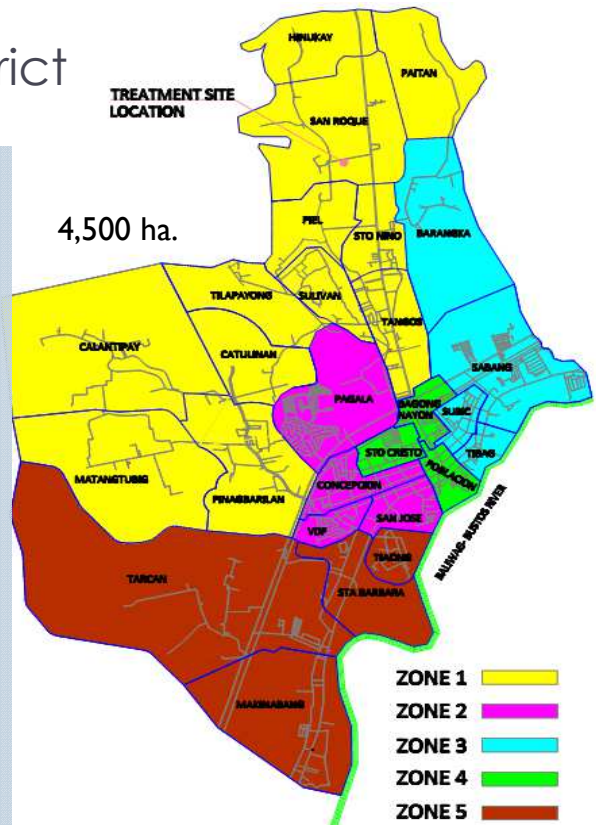 rict
HINUKAY
PAITAN
TREATMENT SITE
LOCATION
SAN ROQUE
4,500 ha.
PIEL
STO NINO
BARANGKA
TILAPAYONG
SULIVAN
TANGOS
CALANTIPAY
CATULINAN
SABANG
PAGALA
BAGONG
NAYON
SUBIC
STO CRISTO
TIBAG
MATANGTUBIG
PINAGBARILAN
CONCEPCION
POBLACION
VDF
SAN JOSE
BALIWAG- BUSTOS RIVER
TIAONG
TARCAN
STA BARBARA
MAKINABANG
ZONE 1
ZONE 2
ZONE 3
ZONE 4
ZONE 5